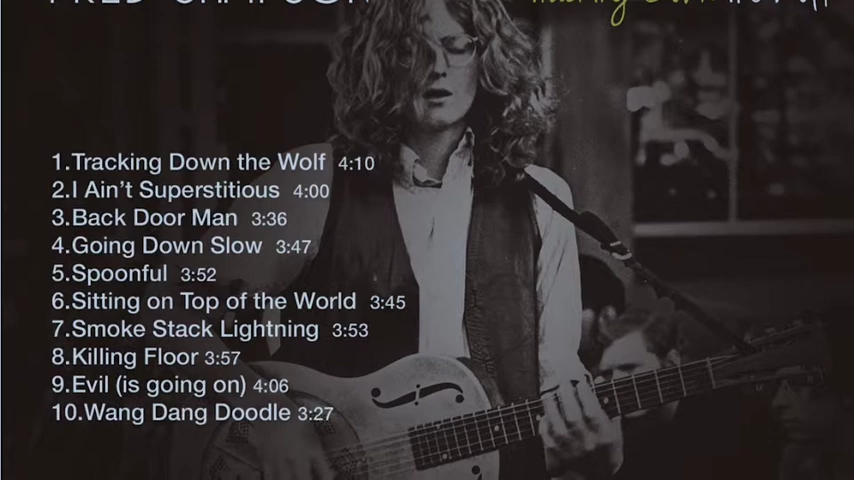 1.Tracking Down the Wolf 4:10
2.I Ain't Superstitious 4:00
3.Back Door Man 3:36
4.Going Down Slow 3:47
5.Spoonful 3:52
6.Sitting on Top of the World 3:45
7.Smoke Stack Lightning 3:53
8.Killing Floor 3:57
9.Evil (is going on) 4:06
10.Wang Dang Doodle 3:27